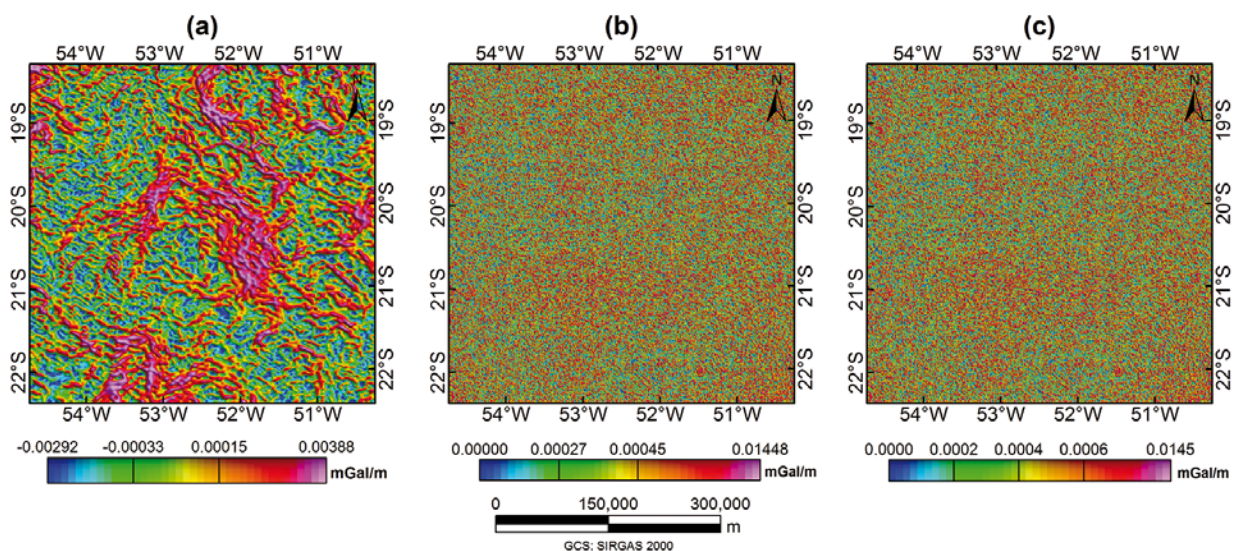 (a)
(b)
(c)
54°W 53°W 52°W 51°W
54°W 53°W 52°W 51°W
54°W 53°W 52°W 51°W
N
N
N
19°S
20°S
21°S
22°S
19°S
20°S
21°S
22°S
19°S
20°S
21°S
22°S
19°S
20°S
21°S
22°S
19°S
20°S
21°S
22°S
19°S
20°S
21°S
22°S
54°W 53°W 52°W 51°W
54°W 53°W 52°W 51°W
54°W 53°W 52°W 51°W
-0.00292 -0.00033 0.00015 0.00388
mGal/m
0.00000 0.00027 0.00045 0.01448
mGal/m
0.0000 0.0002 0.0004 0.0006 0.0145
mGal/m
0 150,000 300,000
m
GCS: SIRGAS 2000